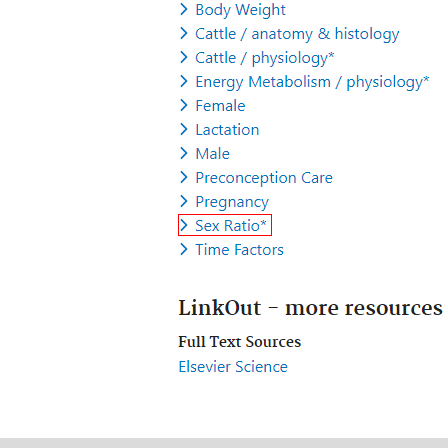 Body Weight
Cattle / anatomy & histology
Cattle / physiology*
Energy Metabolism / physiology*
Female
Lactation
Male
Preconception Care
Pregnancy
Sex Ratio*
Time Factors
LinkOut - more resources
Full Text Sources
Elsevier Science